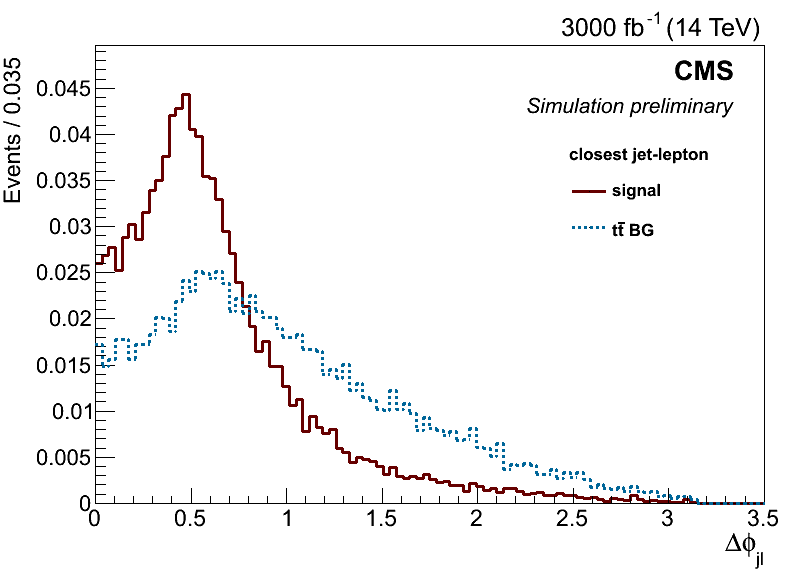 3000 fb⁻¹ (14 TeV)
CMS
Simulation preliminary
closest jet-lepton
signal
tt̄ BG
Events / 0.035
0.045
0.04
0.035
0.03
0.025
0.02
0.015
0.01
0.005
0
0 0.5 1 1.5 2 2.5 3 3.5
Δϕjl